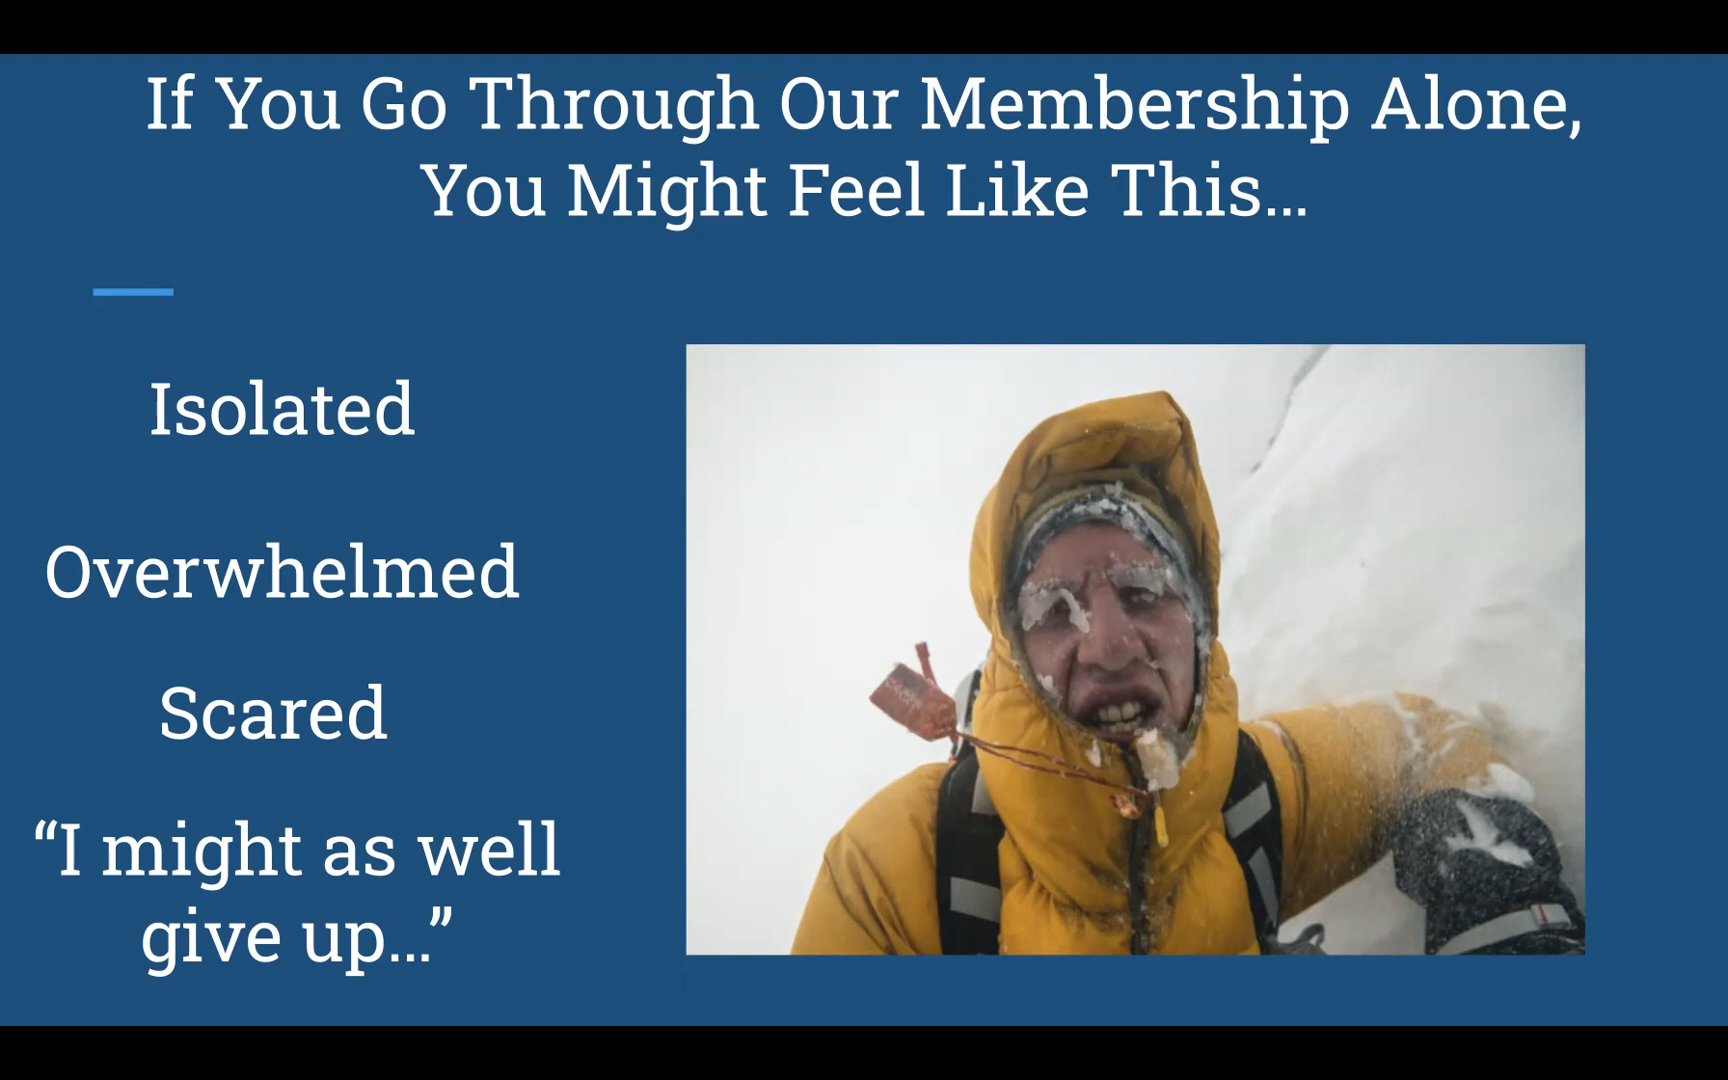 If You Go Through Our Membership Alone,
You Might Feel Like This...
Isolated
Overwhelmed
Scared
“I might as well
give up...”